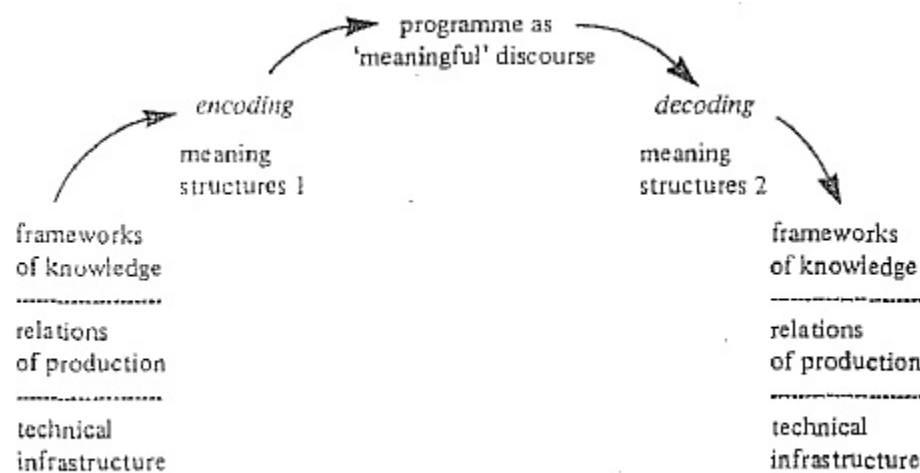 programme as
'meaningful' discourse
encoding
decoding
meaning
structures 1
meaning
structures 2
frameworks
of knowledge
relations
of production
technical
infrastructure
frameworks
of knowledge
relations
of production
technical
infrastructure